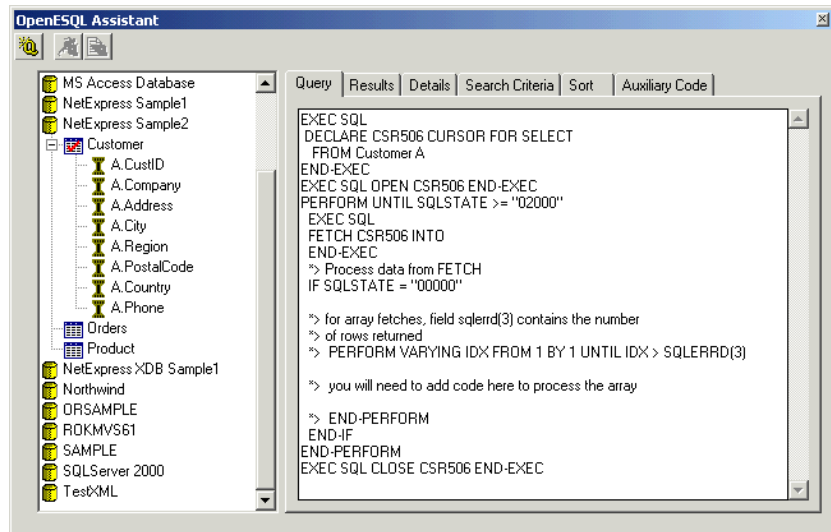 OpenESQL Assistant
MS Access Database
NetExpress Sample1
NetExpress Sample2
Customer
A.CustID
A.Company
A.Address
A.City
A.Region
A.PostalCode
A.Country
A.Phone
Orders
Product
NetExpress XDB Sample1
Northwind
ORSAMPLE
ROKMVS61
SAMPLE
SQLServer 2000
TestXML
Query Results Details Search Criteria Sort Auxiliary Code
EXEC SQL
DECLARE CSR506 CURSOR FOR SELECT
FROM Customer A
END-EXEC
EXEC SQL OPEN CSR506 END-EXEC
PERFORM UNTIL SQLSTATE >= "02000"
EXEC SQL
FETCH CSR506 INTO
END-EXEC
*> Process data from FETCH
IF SQLSTATE = "00000"
*> for array fetches, field sqlerrd(3) contains the number
*> of rows returned
*> PERFORM VARYING IDX FROM 1 BY 1 UNTIL IDX > SQLERRD(3)
*> you will need to add code here to process the array
*> END-PERFORM
END-IF
END-PERFORM
EXEC SQL CLOSE CSR506 END-EXEC